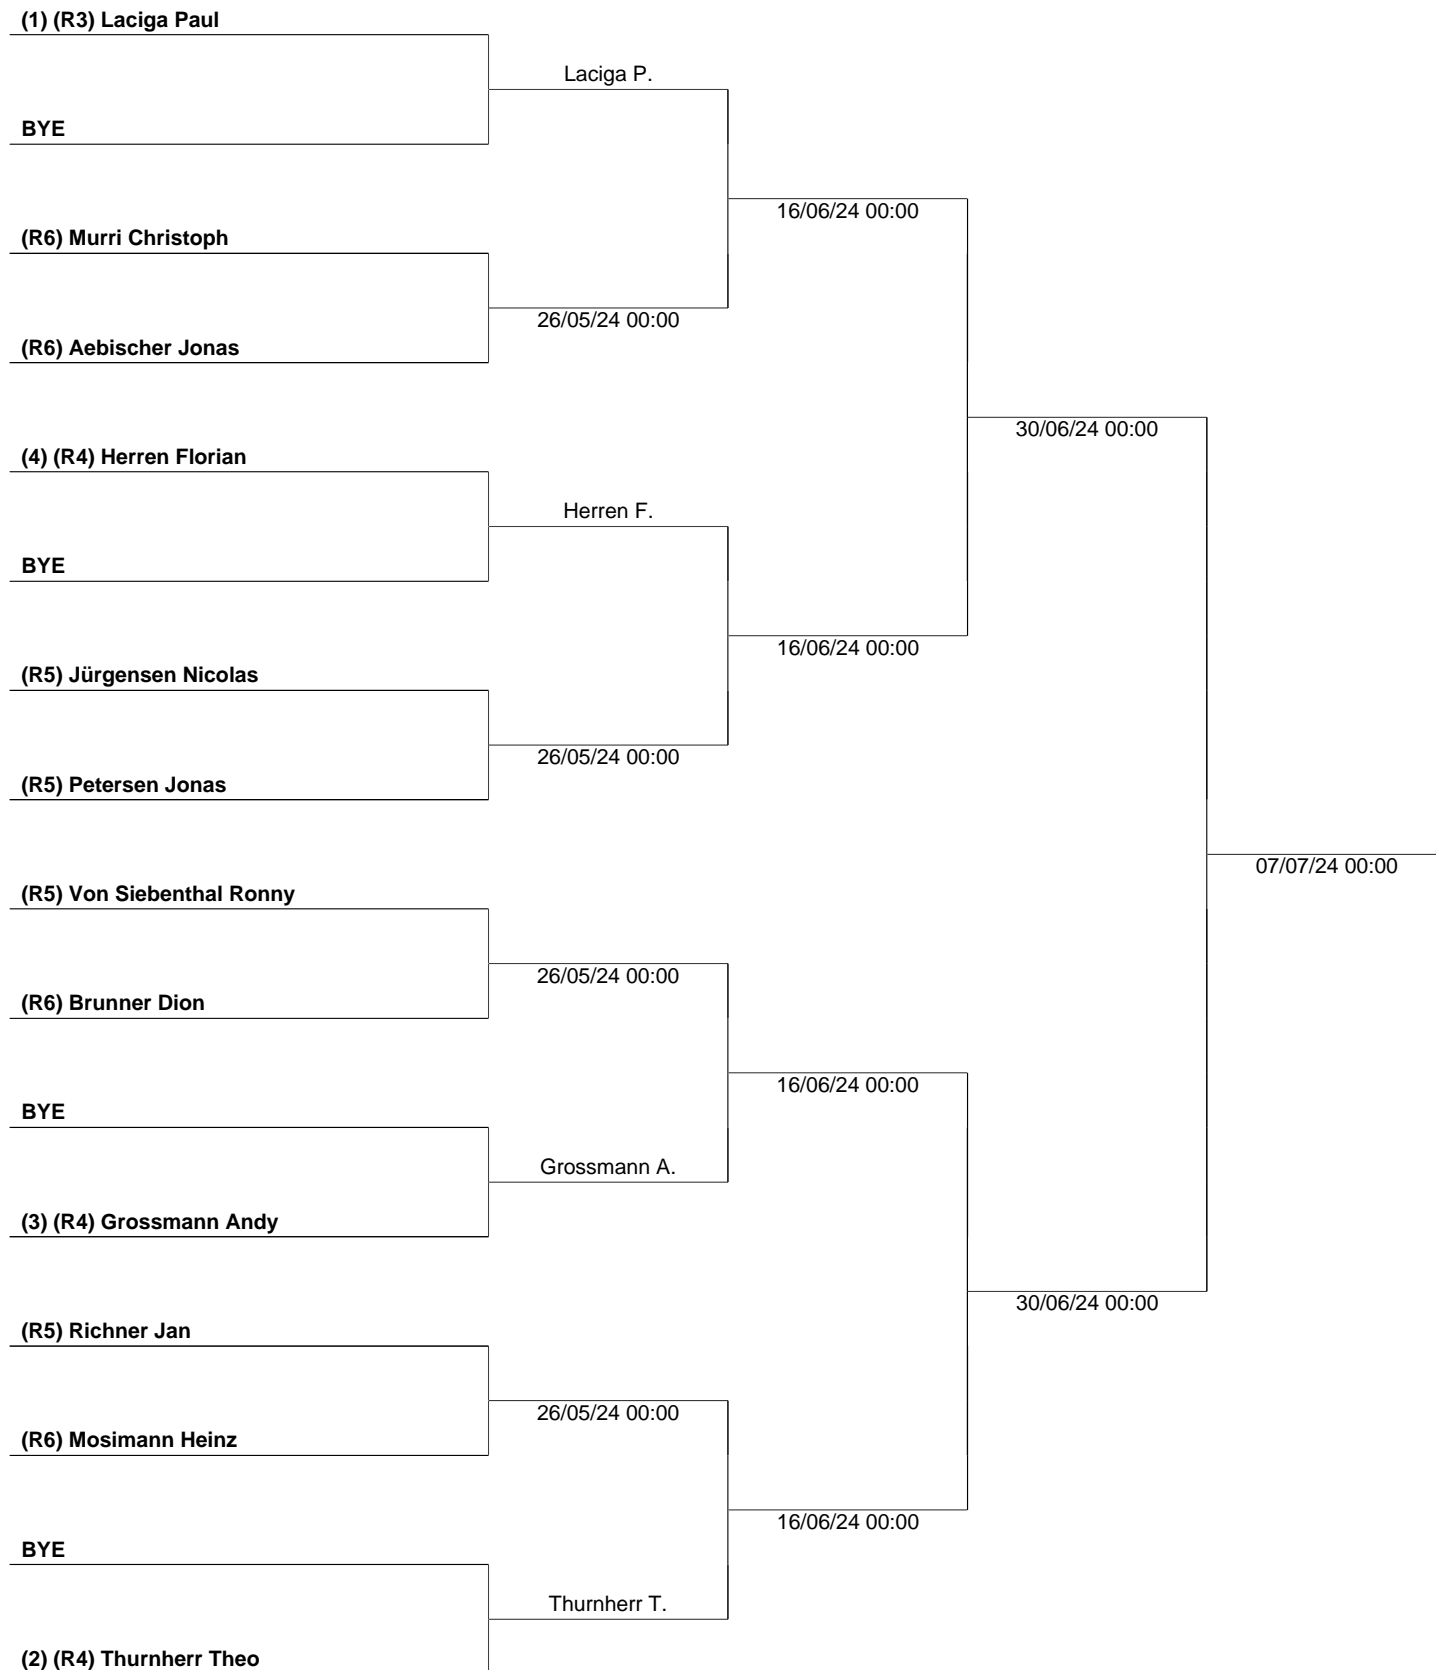 (1) (R3) Laciga Paul
Laciga P.
BYE
16/06/24 00:00
(R6) Murri Christoph
26/05/24 00:00
(R6) Aebischer Jonas
30/06/24 00:00
(4) (R4) Herren Florian
Herren F.
BYE
16/06/24 00:00
(R5) Jürgensen Nicolas
26/05/24 00:00
(R5) Petersen Jonas
07/07/24 00:00
(R5) Von Siebenthal Ronny
26/05/24 00:00
(R6) Brunner Dion
16/06/24 00:00
BYE
Grossmann A.
(3) (R4) Grossmann Andy
30/06/24 00:00
(R5) Richner Jan
26/05/24 00:00
(R6) Mosimann Heinz
16/06/24 00:00
BYE
Thurnherr T.
(2) (R4) Thurnherr Theo